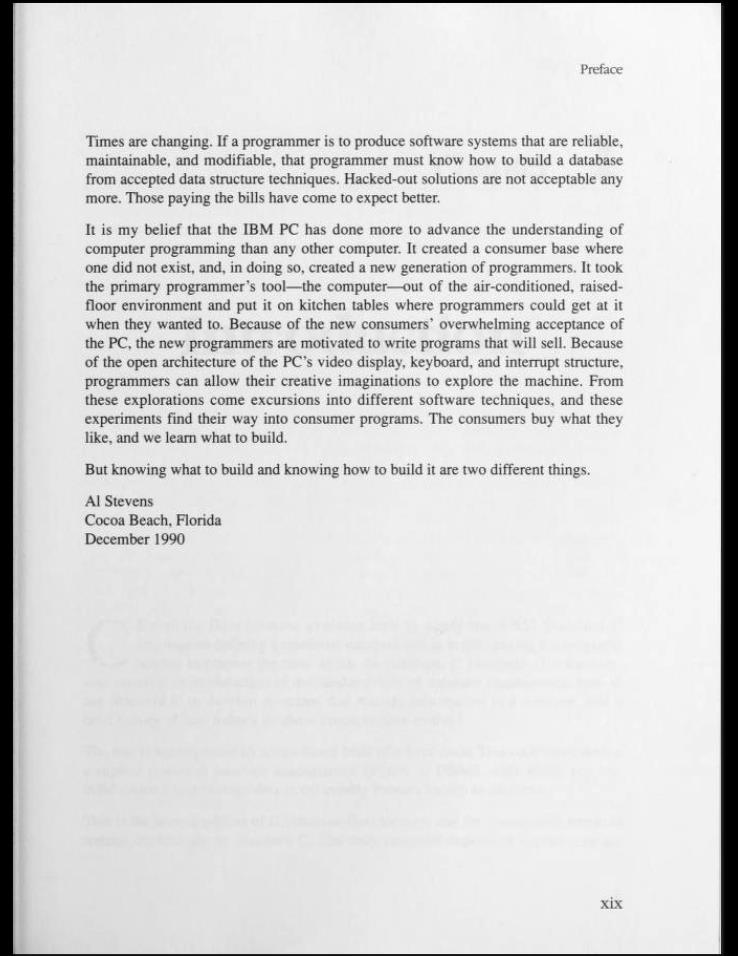 Preface
Times are changing. If a programmer is to produce software systems that are reliable,
maintainable, and modifiable, that programmer must know how to build a database
from accepted data structure techniques. Hacked-out solutions are not acceptable any
more. Those paying the bills have come to expect better.
It is my belief that the IBM PC has done more to advance the understanding of
computer programming than any other computer. It created a consumer base where
one did not exist, and, in doing so, created a new generation of programmers. It took
the primary programmer's tool—the computer—out of the air-conditioned, raised-
floor environment and put it on kitchen tables where programmers could get at it
when they wanted to. Because of the new consumers' overwhelming acceptance of
the PC, the new programmers are motivated to write programs that will sell. Because
of the open architecture of the PC's video display, keyboard, and interrupt structure,
programmers can allow their creative imaginations to explore the machine. From
these explorations come excursions into different software techniques, and these
experiments find their way into consumer programs. The consumers buy what they
like, and we learn what to build.
But knowing what to build and knowing how to build it are two different things.
Al Stevens
Cocoa Beach, Florida
December 1990
xix